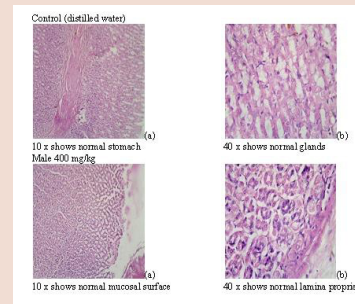 Control (distilled water)
(a)
(b)
10 x shows normal stomach
40 x shows normal glands
Male 400 mg/kg
(a)
(b)
10 x shows normal mucosal surface
40 x shows normal lamina propria